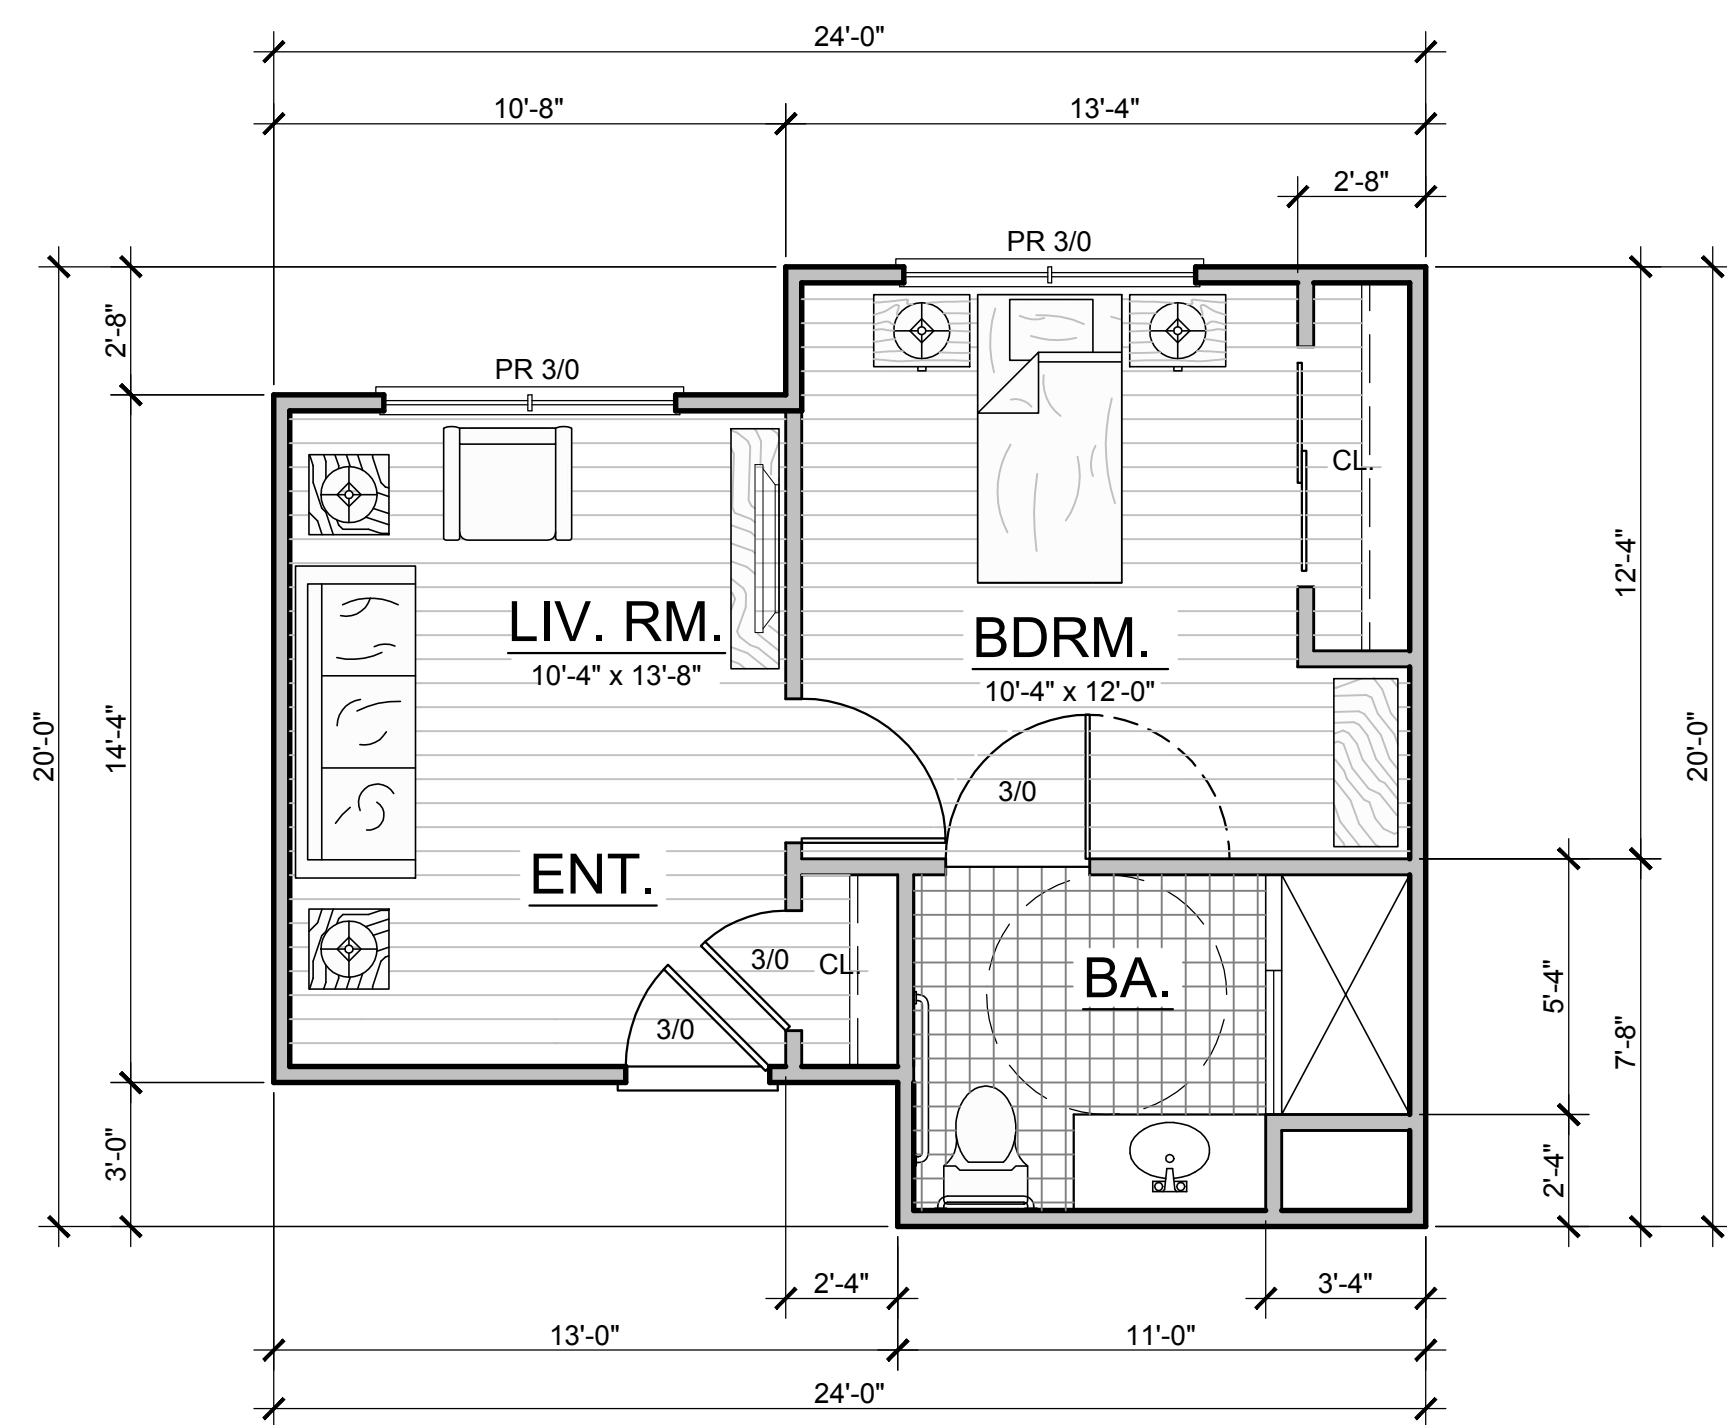 24'-0"
10'-8"
13'-4"
2'-8"
PR 3/0
2'-8"
PR 3/0
CL.
12'-4"
LIV. RM.
10'-4" x 13'-8"
BDRM.
10'-4" x 12'-0"
20'-0"
14'-4"
20'-0"
3/0
ENT.
3/0
CL.
BA.
5'-4"
3/0
7'-8"
3'-0"
2'-4"
2'-4"
3'-4"
13'-0"
11'-0"
24'-0"